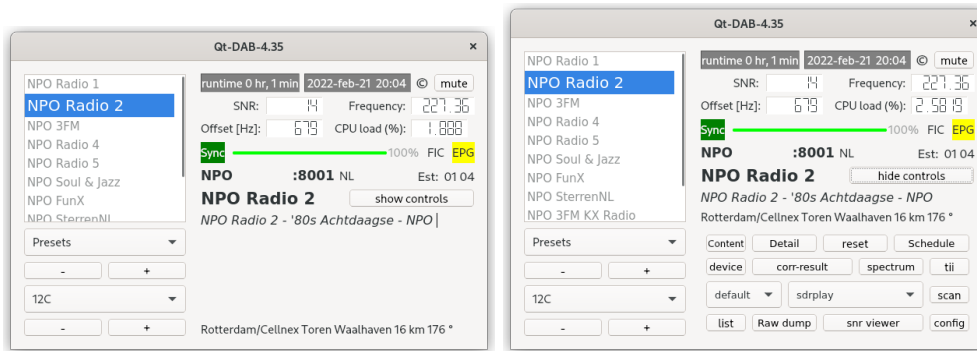 Qt-DAB-4.35 ×
NPO Radio 1
NPO Radio 2
NPO 3FM
NPO Radio 4
NPO Radio 5
NPO Soul & Jazz
NPO FunX
NPO SterrenNL
Presets
- +
12C
- +
runtime 0 hr, 1 min 2022-feb-21 20:04 © mute
SNR: 14 Frequency: 227.36
Offset [Hz]: 679 CPU load (%): 1.888
Sync 100% FIC EPG
NPO :8001 NL Est: 01 04
NPO Radio 2 show controls
NPO Radio 2 - '80s Achtdaagse - NPO
Rotterdam/Cellnex Toren Waalhaven 16 km 176 °
Qt-DAB-4.35 ×
NPO Radio 1
NPO Radio 2
NPO 3FM
NPO Radio 4
NPO Radio 5
NPO Soul & Jazz
NPO FunX
NPO SterrenNL
NPO 3FM KX Radio
Presets
- +
12C
- +
runtime 0 hr, 1 min 2022-feb-21 20:04 © mute
SNR: 14 Frequency: 227.36
Offset [Hz]: 679 CPU load (%): 2.5819
Sync 100% FIC EPG
NPO :8001 NL Est: 01 04
NPO Radio 2 hide controls
NPO Radio 2 - '80s Achtdaagse - NPO
Rotterdam/Cellnex Toren Waalhaven 16 km 176 °
Content Detail reset Schedule
device corr-result spectrum tii
default sdrplay scan
list Raw dump snr viewer config